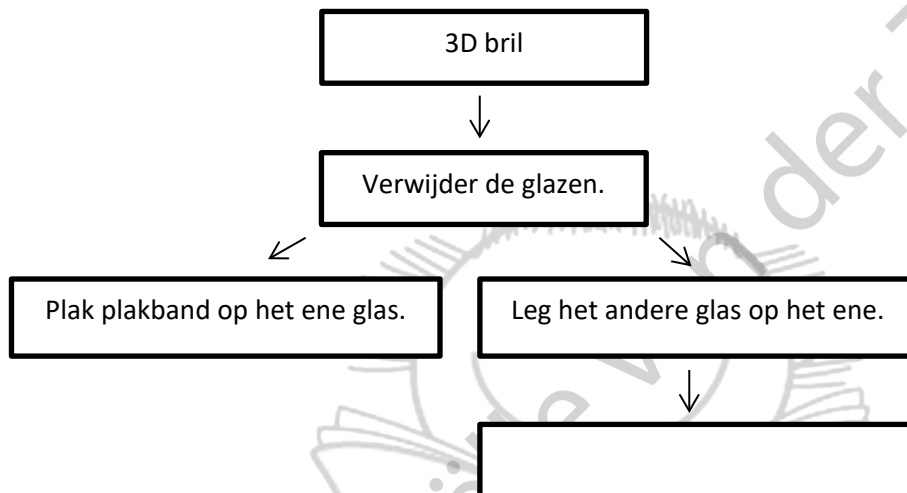 3D bril
Verwijder de glazen.
Plak plakband op het ene glas.
Leg het andere glas op het ene.